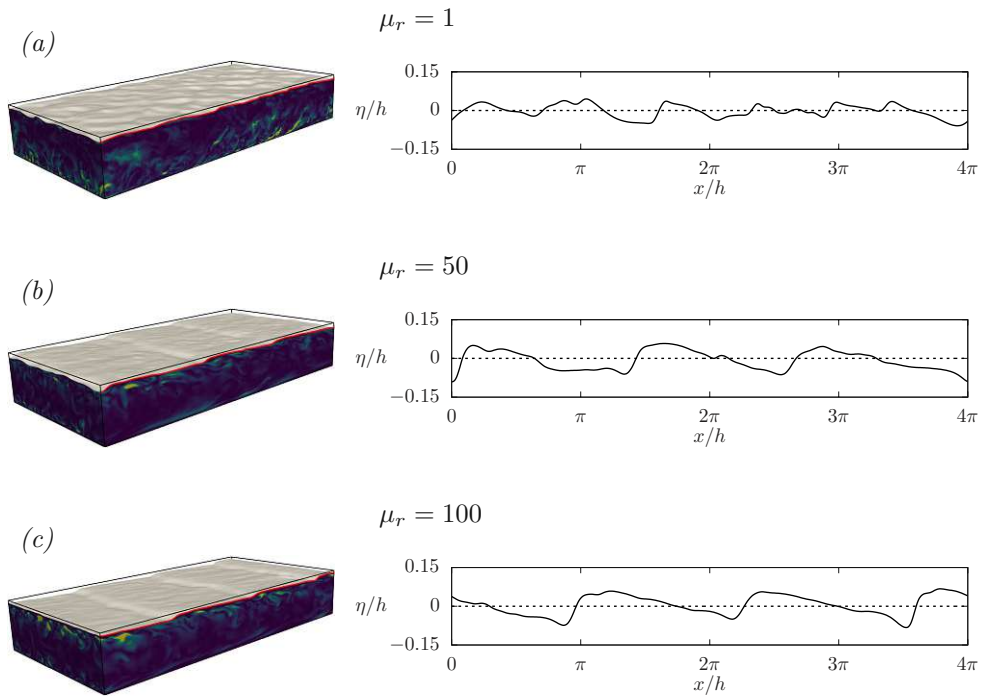 μ_r = 1
(a)
0.15
η/h 0
−0.15
0 π 2π 3π 4π
x/h
μ_r = 50
(b)
0.15
η/h 0
−0.15
0 π 2π 3π 4π
x/h
μ_r = 100
(c)
0.15
η/h 0
−0.15
0 π 2π 3π 4π
x/h